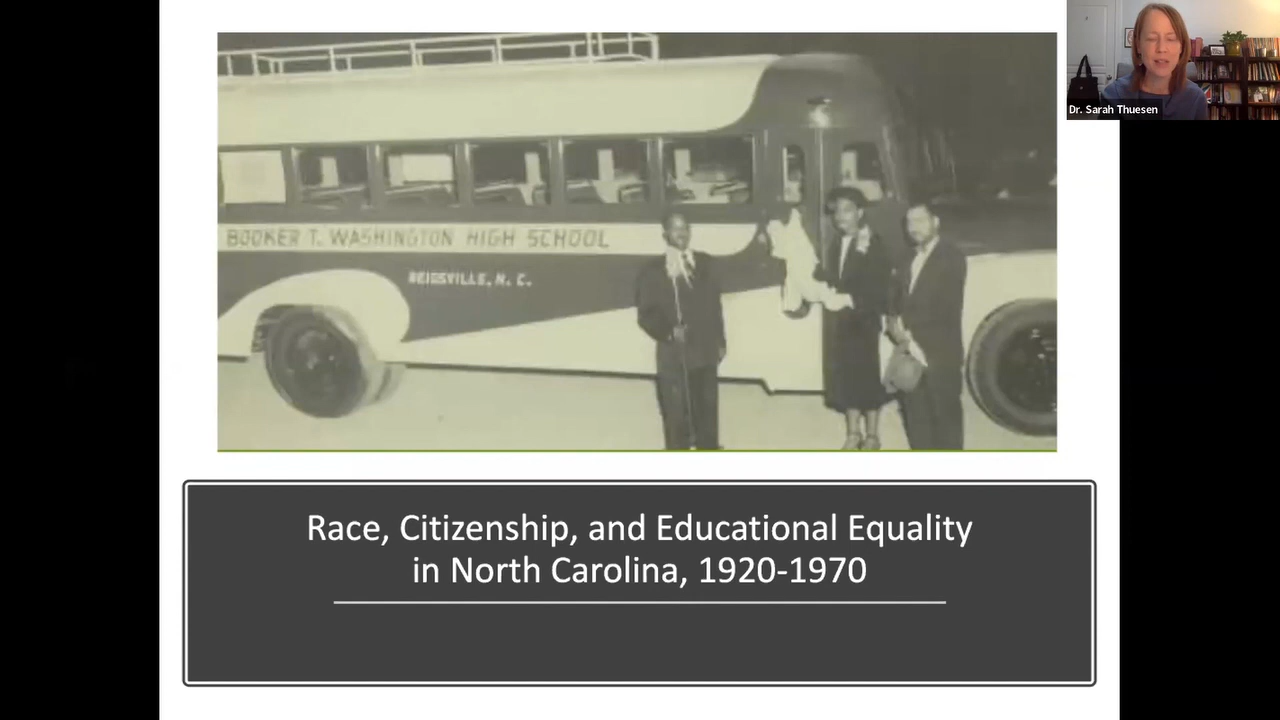 Dr. Sarah Thuesen
BOOKER T. WASHINGTON HIGH SCHOOL
REIDSVILLE, N. C.
Race, Citizenship, and Educational Equality
in North Carolina, 1920-1970